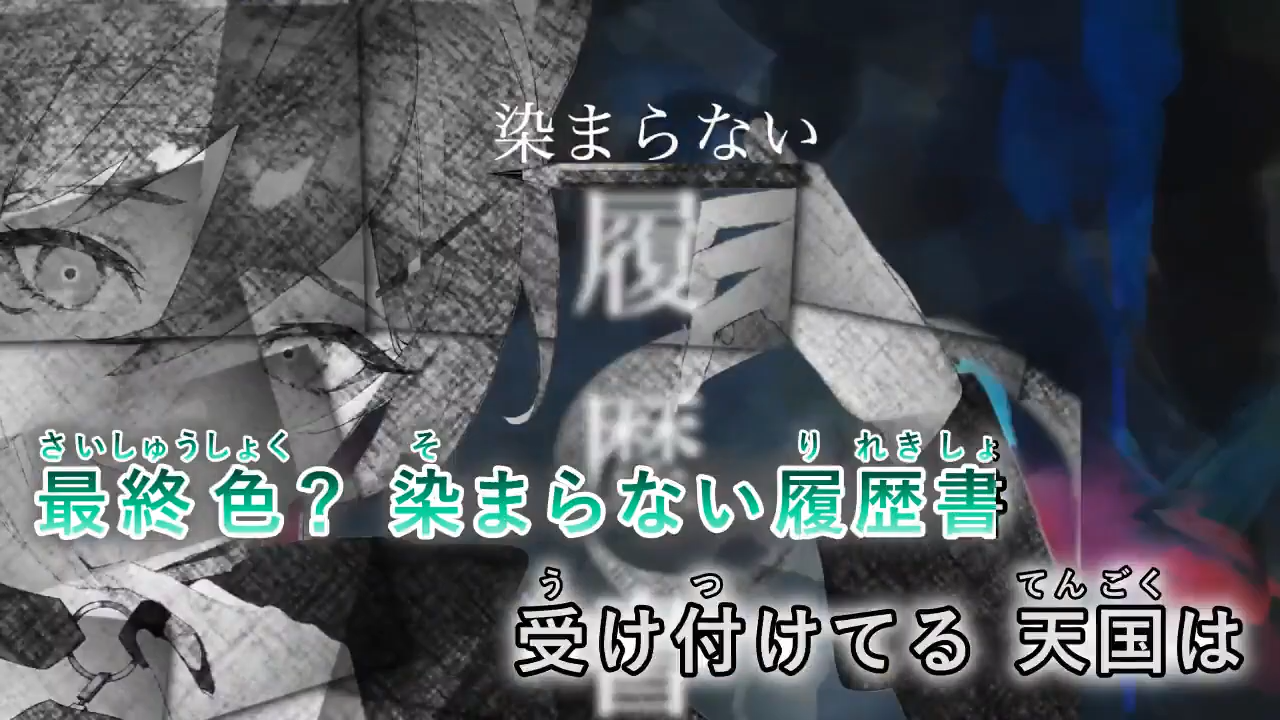 染まらない
履歴書
さいしゅうしょく そ りれきしょ
最終色? 染まらない履歴書
う つ てんごく
受け付けてる 天国は